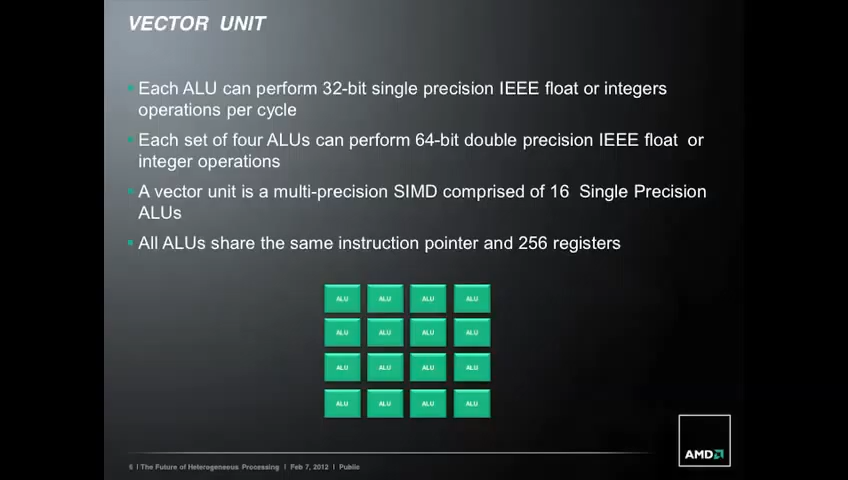 VECTOR UNIT
Each ALU can perform 32-bit single precision IEEE float or integers
operations per cycle
Each set of four ALUs can perform 64-bit double precision IEEE float or
integer operations
A vector unit is a multi-precision SIMD comprised of 16 Single Precision
ALUs
All ALUs share the same instruction pointer and 256 registers
ALU ALU ALU ALU
ALU ALU ALU ALU
ALU ALU ALU ALU
ALU ALU ALU ALU
AMD
6 | The Future of Heterogeneous Processing | Feb 7, 2012 | Public